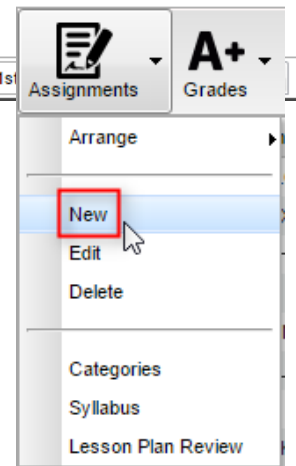 A+
Assignments
Grades
Arrange
New
Edit
Delete
Categories
Syllabus
Lesson Plan Review